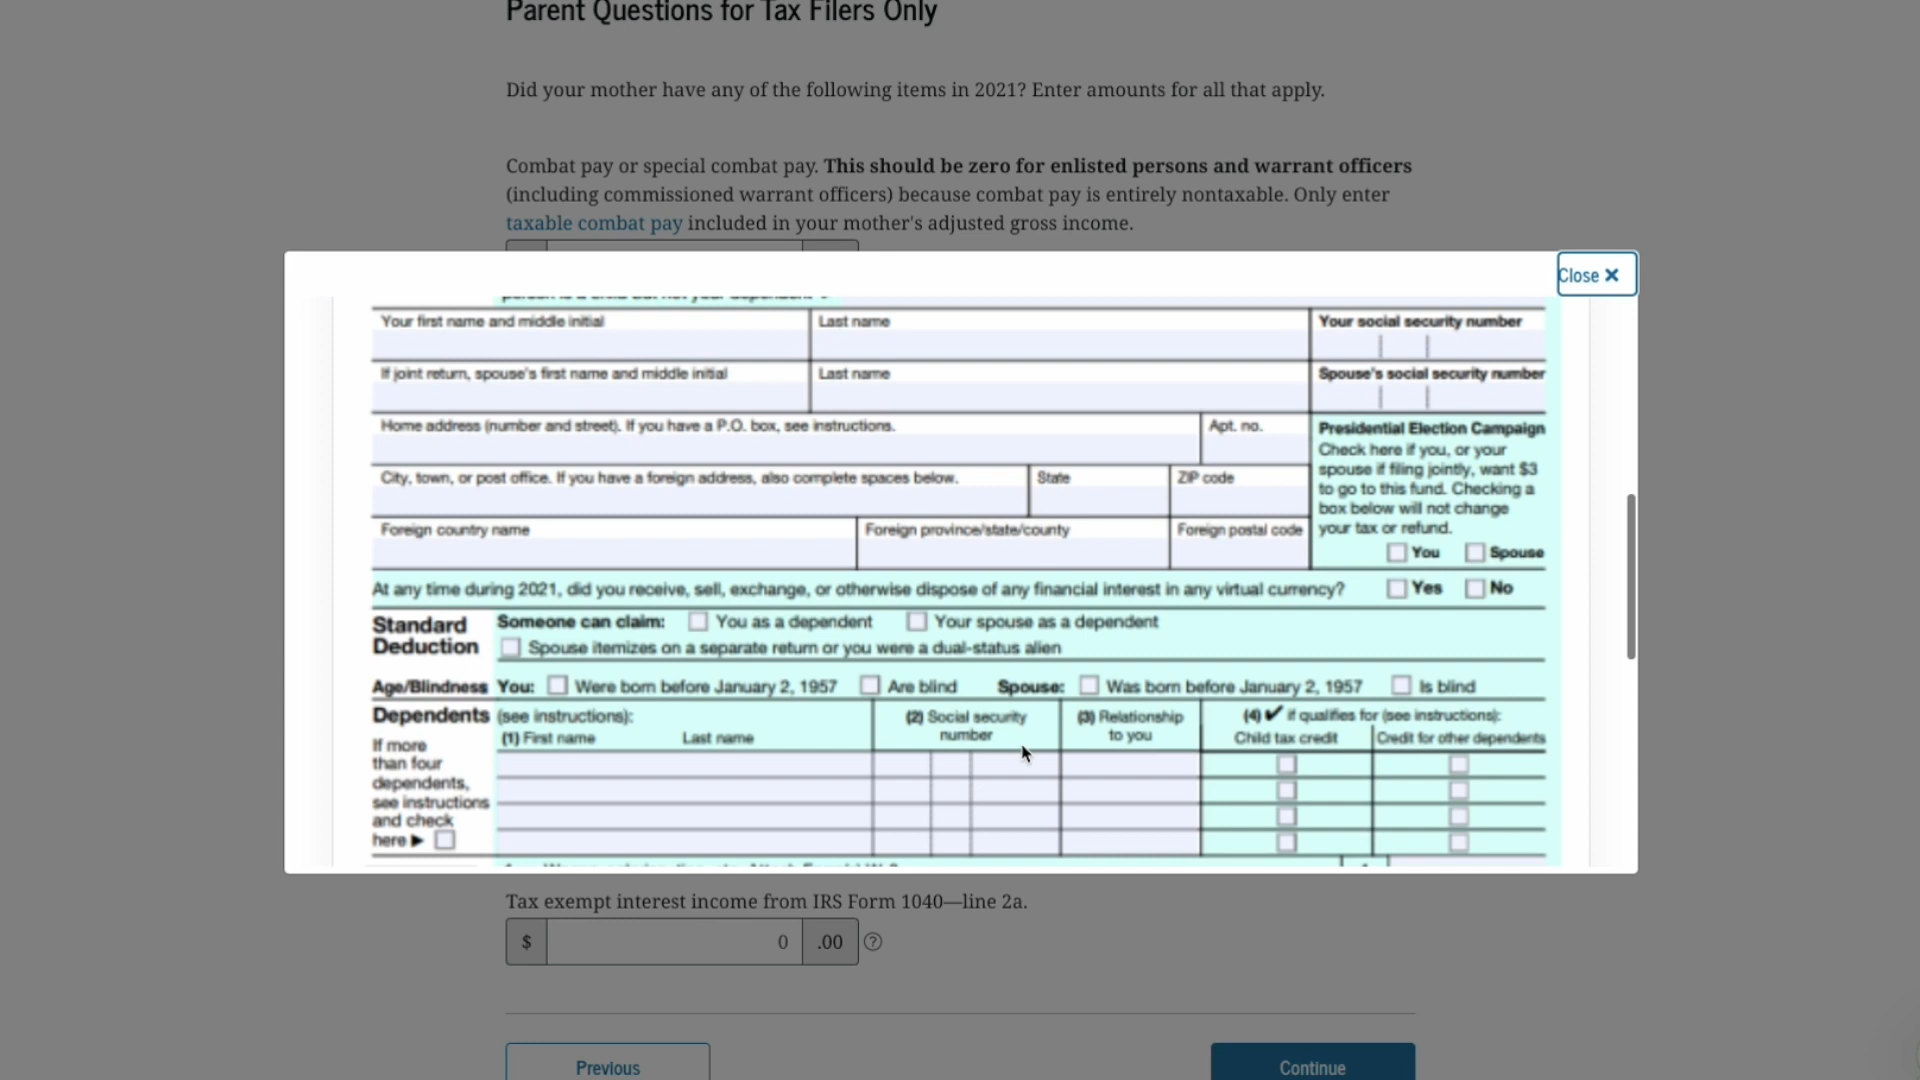 Parent Questions for Tax Filers Only
Did your mother have any of the following items in 2021? Enter amounts for all that apply.
Combat pay or special combat pay. This should be zero for enlisted persons and warrant officers
(including commissioned warrant officers) because combat pay is entirely nontaxable. Only enter
taxable combat pay included in your mother's adjusted gross income.
Close ×
person is a child but not your dependent
Your first name and middle initial
Last name
Your social security number
If joint return, spouse's first name and middle initial
Last name
Spouse's social security number
Home address (number and street). If you have a P.O. box, see instructions.
Apt. no.
City, town, or post office. If you have a foreign address, also complete spaces below.
State
ZIP code
Foreign country name
Foreign province/state/county
Foreign postal code
Presidential Election Campaign
Check here if you, or your
spouse if filing jointly, want $3
to go to this fund. Checking a
box below will not change
your tax or refund.
You Spouse
At any time during 2021, did you receive, sell, exchange, or otherwise dispose of any financial interest in any virtual currency? Yes No
Standard
Deduction
Someone can claim: You as a dependent Your spouse as a dependent
Spouse itemizes on a separate return or you were a dual-status alien
Age/Blindness You: Were born before January 2, 1957 Are blind Spouse: Was born before January 2, 1957 Is blind
Dependents (see instructions):
(1) First name Last name
(2) Social security
number
(3) Relationship
to you
(4) ✔ if qualifies for (see instructions):
Child tax credit Credit for other dependents
If more
than four
dependents,
see instructions
and check
here ▶
Tax exempt interest income from IRS Form 1040—line 2a.
$ 0 .00 ?
Previous
Continue